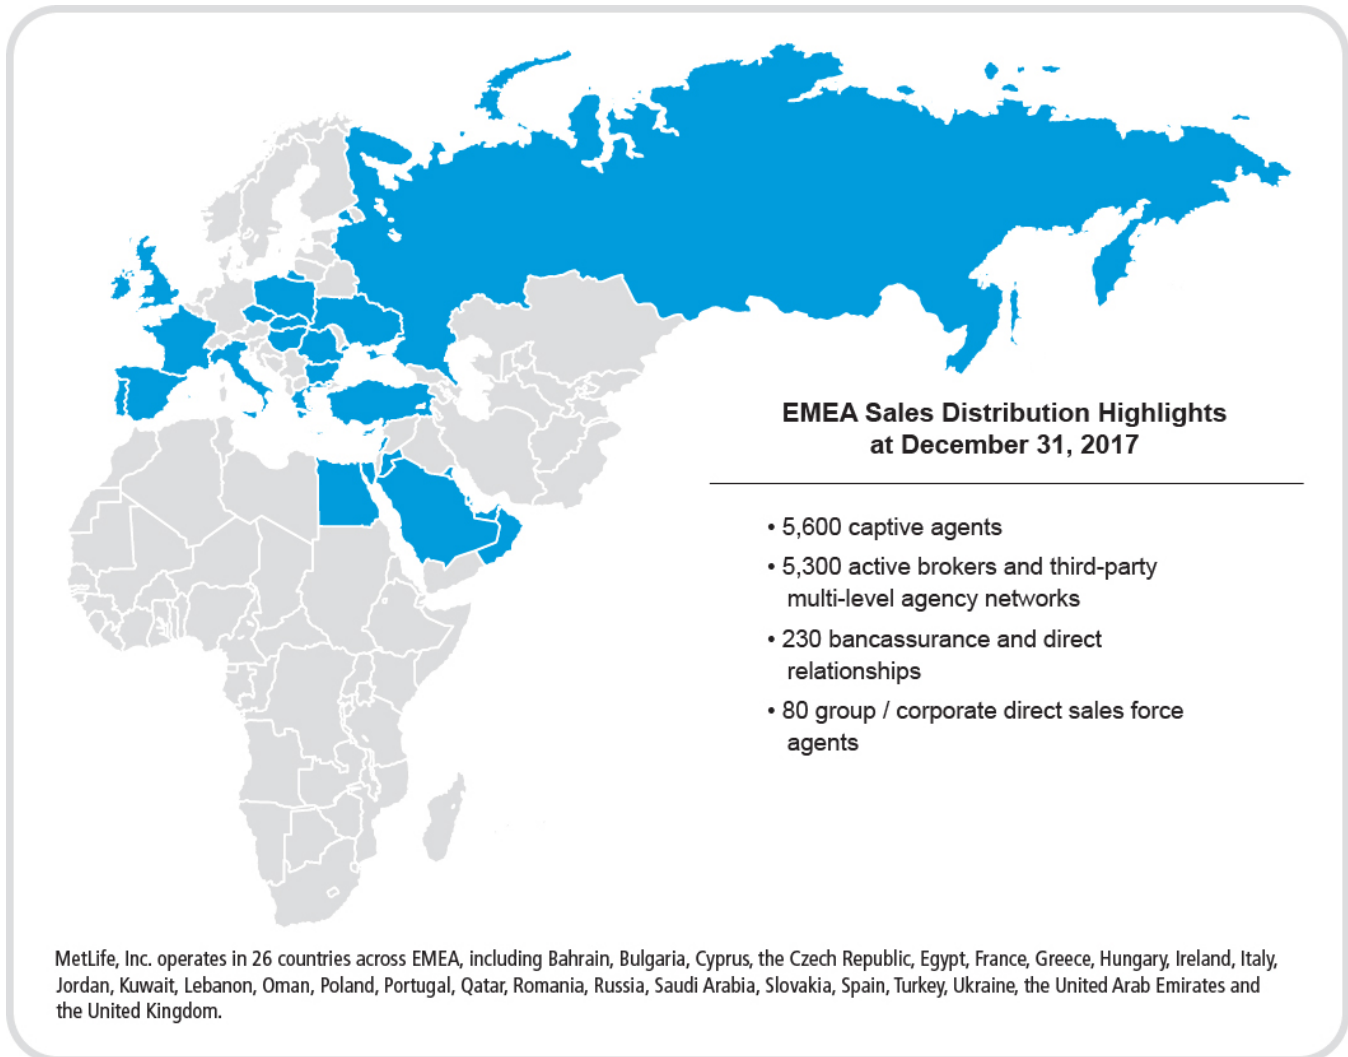 EMEA Sales Distribution Highlights
at December 31, 2017
• 5,600 captive agents
• 5,300 active brokers and third-party
multi-level agency networks
• 230 bancassurance and direct
relationships
• 80 group / corporate direct sales force
agents
MetLife, Inc. operates in 26 countries across EMEA, including Bahrain, Bulgaria, Cyprus, the Czech Republic, Egypt, France, Greece, Hungary, Ireland, Italy,
Jordan, Kuwait, Lebanon, Oman, Poland, Portugal, Qatar, Romania, Russia, Saudi Arabia, Slovakia, Spain, Turkey, Ukraine, the United Arab Emirates and
the United Kingdom.